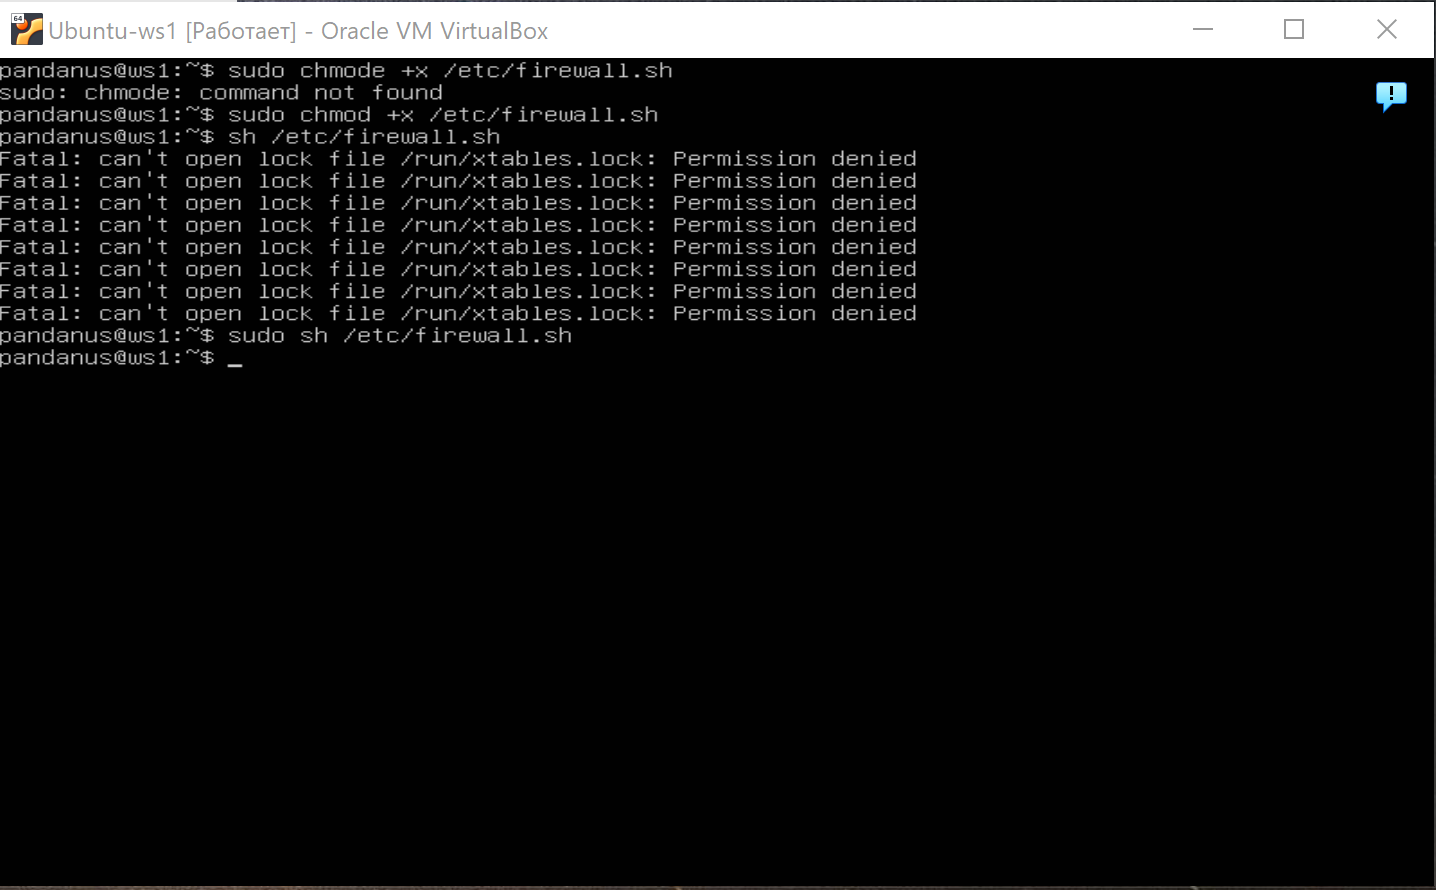 64
Ubuntu-ws1 [Работает] - Oracle VM VirtualBox
pandanus@ws1:~$ sudo chmode +x /etc/firewall.sh
sudo: chmode: command not found
pandanus@ws1:~$ sudo chmod +x /etc/firewall.sh
pandanus@ws1:~$ sh /etc/firewall.sh
Fatal: can't open lock file /run/xtables.lock: Permission denied
Fatal: can't open lock file /run/xtables.lock: Permission denied
Fatal: can't open lock file /run/xtables.lock: Permission denied
Fatal: can't open lock file /run/xtables.lock: Permission denied
Fatal: can't open lock file /run/xtables.lock: Permission denied
Fatal: can't open lock file /run/xtables.lock: Permission denied
Fatal: can't open lock file /run/xtables.lock: Permission denied
Fatal: can't open lock file /run/xtables.lock: Permission denied
pandanus@ws1:~$ sudo sh /etc/firewall.sh
pandanus@ws1:~$ _